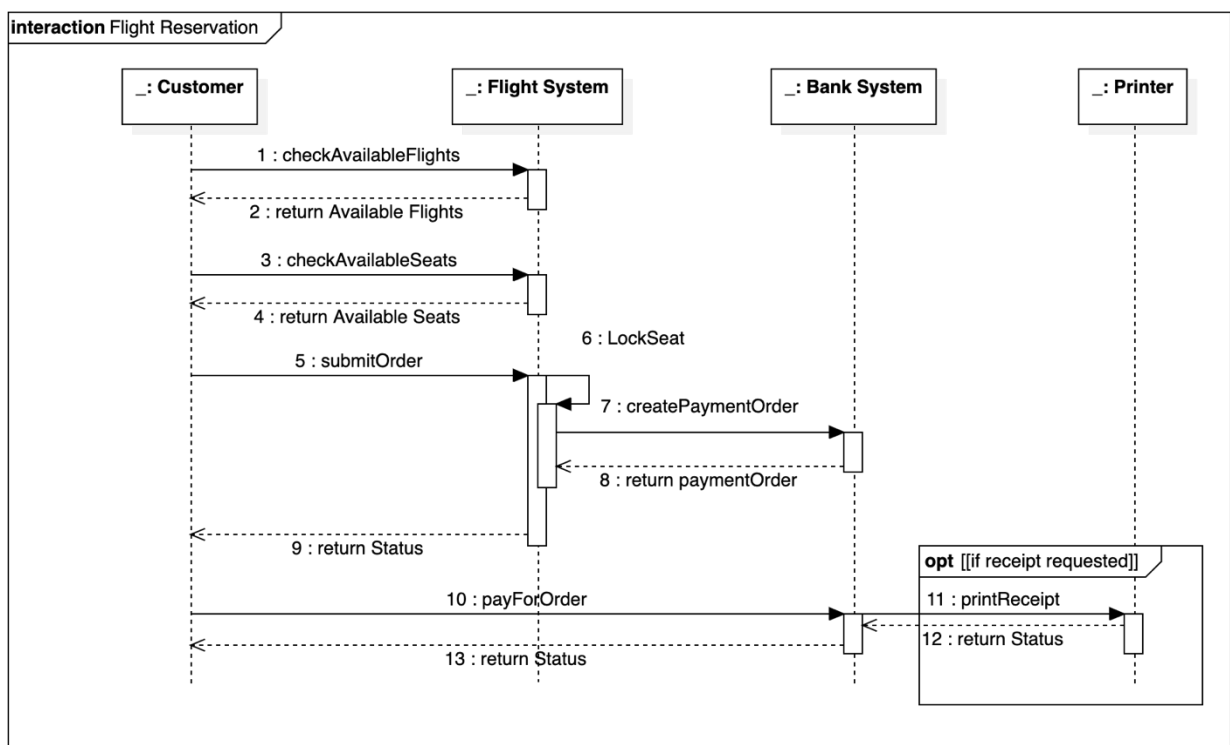 interaction Flight Reservation
_: Customer
_: Flight System
_: Bank System
_: Printer
1 : checkAvailableFlights
2 : return Available Flights
3 : checkAvailableSeats
4 : return Available Seats
6 : LockSeat
5 : submitOrder
7 : createPaymentOrder
8 : return paymentOrder
9 : return Status
opt [[if receipt requested]]
10 : payForOrder
11 : printReceipt
12 : return Status
13 : return Status